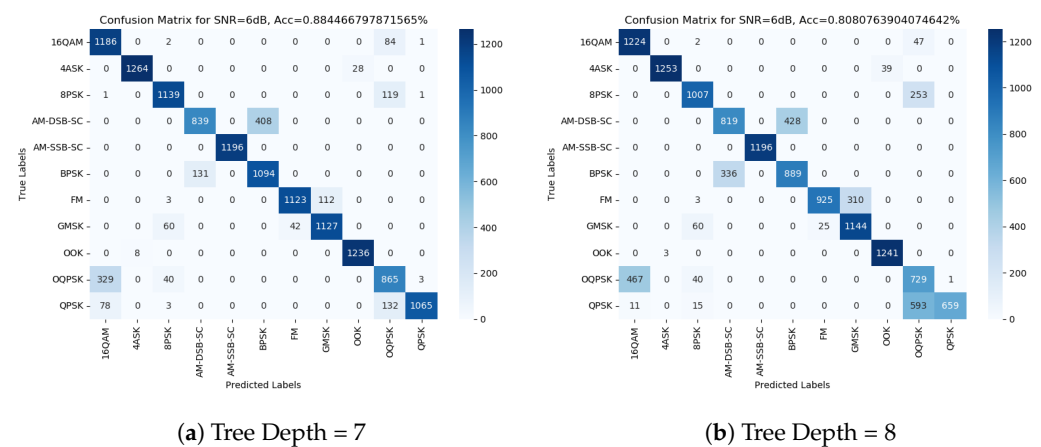 Confusion Matrix for SNR=6dB, Acc=0.884466797871565%
16QAM 1186 0 2 0 0 0 0 0 0 84 1
4ASK 0 1264 0 0 0 0 0 0 28 0 0
8PSK 1 0 1139 0 0 0 0 0 0 119 1
AM-DSB-SC 0 0 0 839 0 408 0 0 0 0 0
AM-SSB-SC 0 0 0 0 1196 0 0 0 0 0 0
BPSK 0 0 0 131 0 1094 0 0 0 0 0
FM 0 0 3 0 0 0 1123 112 0 0 0
GMSK 0 0 60 0 0 0 42 1127 0 0 0
OOK 0 8 0 0 0 0 0 0 1236 0 0
OQPSK 329 0 40 0 0 0 0 0 0 865 3
QPSK 78 0 3 0 0 0 0 0 0 132 1065
True Labels
16QAM 4ASK 8PSK AM-DSB-SC AM-SSB-SC BPSK FM GMSK OOK OQPSK QPSK
Predicted Labels
1200
1000
800
600
400
200
0
(a) Tree Depth = 7
Confusion Matrix for SNR=6dB, Acc=0.8080763904074642%
16QAM 1224 0 2 0 0 0 0 0 0 47 0
4ASK 0 1253 0 0 0 0 0 0 39 0 0
8PSK 0 0 1007 0 0 0 0 0 0 253 0
AM-DSB-SC 0 0 0 819 0 428 0 0 0 0 0
AM-SSB-SC 0 0 0 0 1196 0 0 0 0 0 0
BPSK 0 0 0 336 0 889 0 0 0 0 0
FM 0 0 3 0 0 0 925 310 0 0 0
GMSK 0 0 60 0 0 0 25 1144 0 0 0
OOK 0 3 0 0 0 0 0 0 1241 0 0
OQPSK 467 0 40 0 0 0 0 0 0 729 1
QPSK 11 0 15 0 0 0 0 0 0 593 659
True Labels
16QAM 4ASK 8PSK AM-DSB-SC AM-SSB-SC BPSK FM GMSK OOK OQPSK QPSK
Predicted Labels
1200
1000
800
600
400
200
0
(b) Tree Depth = 8